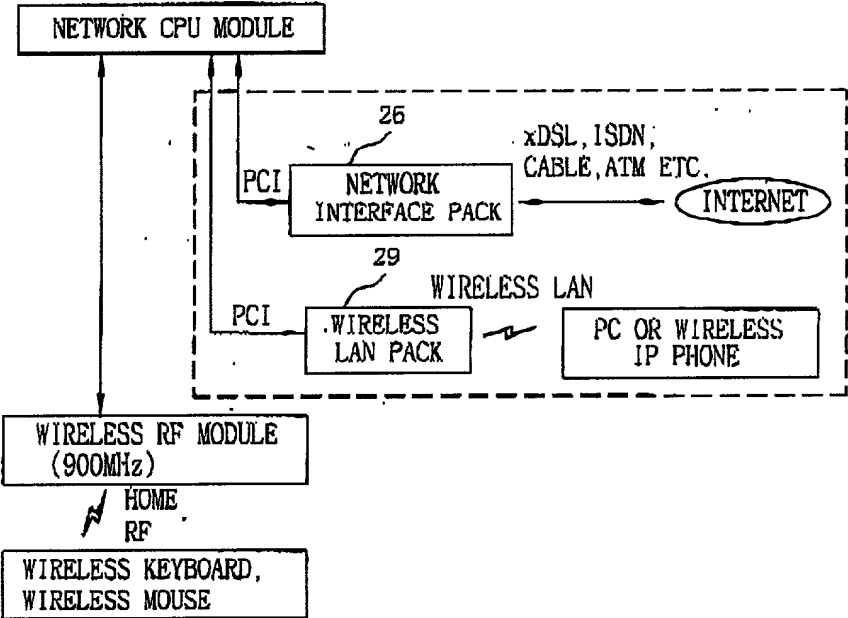 NETWORK CPU MODULE
26
xDSL, ISDN,
CABLE, ATM ETC.
PCI
NETWORK
INTERFACE PACK
INTERNET
29
WIRELESS LAN
PCI
WIRELESS
LAN PACK
PC OR WIRELESS
IP PHONE
WIRELESS RF MODULE
(900MHz)
HOME
RF
WIRELESS KEYBOARD,
WIRELESS MOUSE